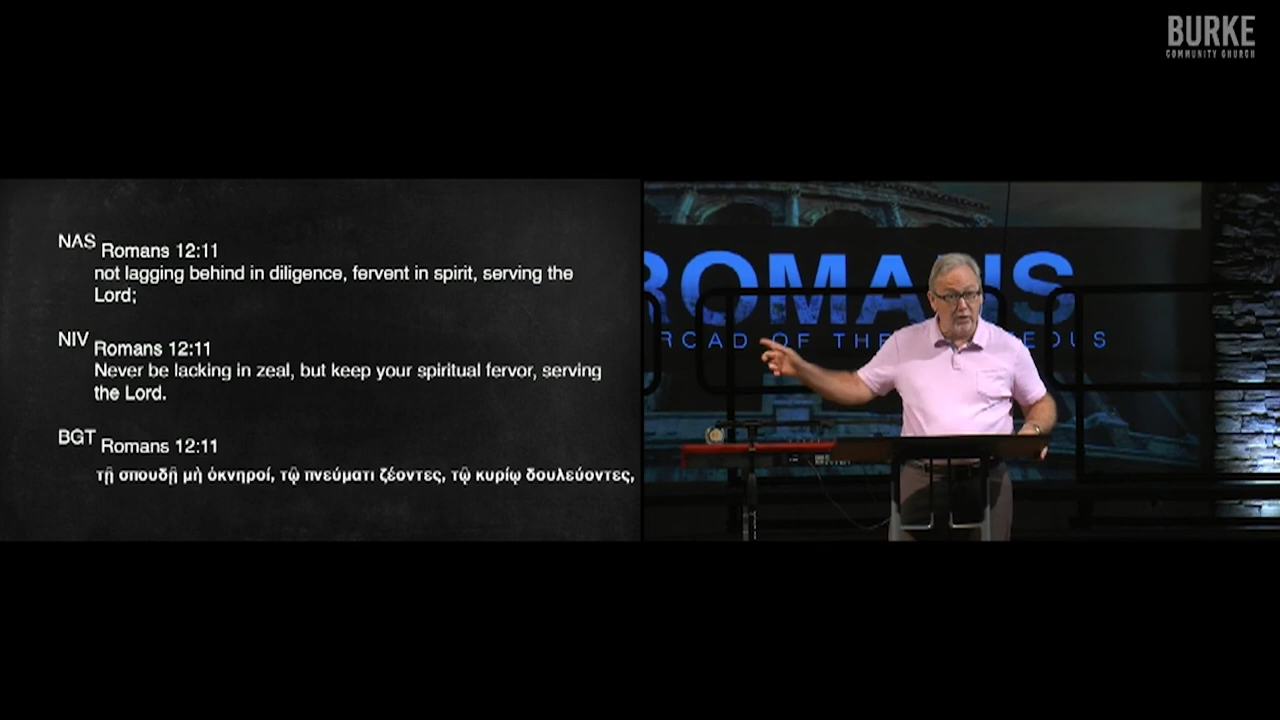 BURKE
COMMUNITY CHURCH
NAS Romans 12:11
not lagging behind in diligence, fervent in spirit, serving the
Lord;
NIV Romans 12:11
Never be lacking in zeal, but keep your spiritual fervor, serving
the Lord.
BGT Romans 12:11
τῇ σπουδῇ μὴ ὀκνηροί, τῷ πνεύματι ζέοντες, τῷ κυρίῳ δουλεύοντες,
ROMANS
OF THE